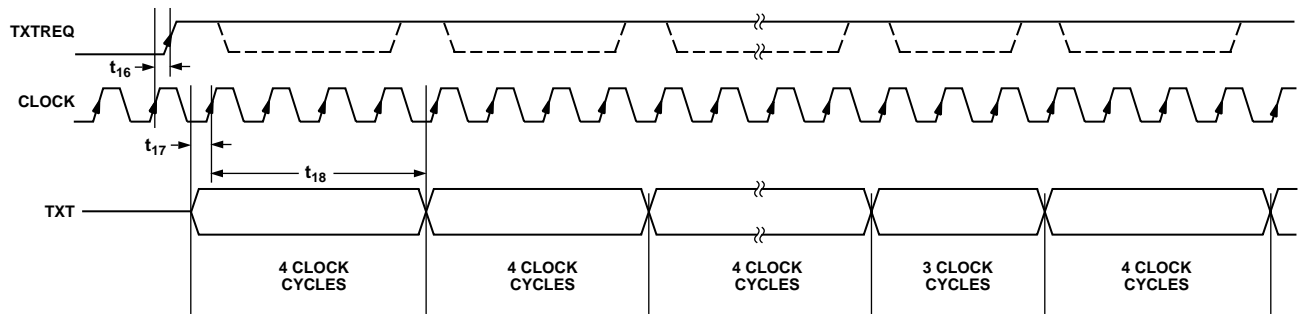 TXTREQ
t16
CLOCK
t17
t18
TXT
4 CLOCK
CYCLES
4 CLOCK
CYCLES
4 CLOCK
CYCLES
3 CLOCK
CYCLES
4 CLOCK
CYCLES